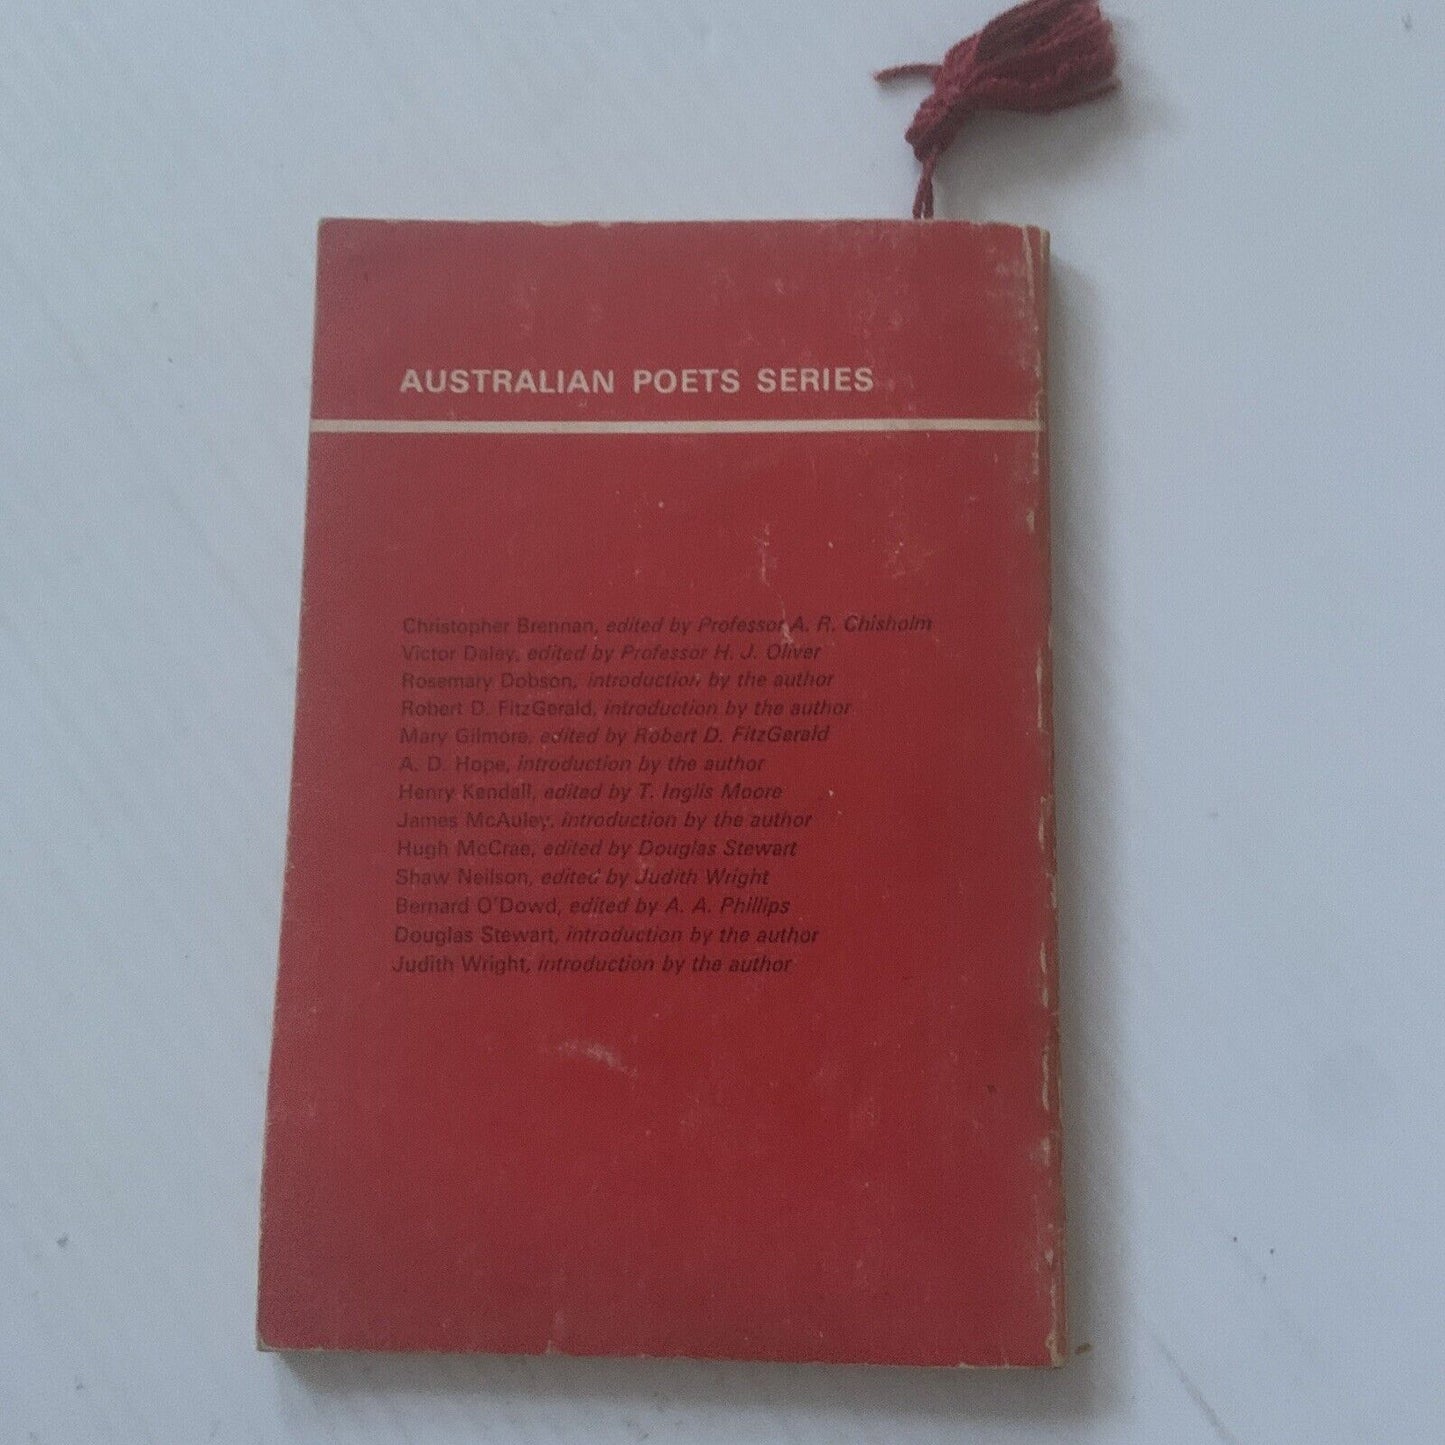 AUSTRALIAN POETS SERIES
Christopher Brennan, edited by Professor A. R. Chisholm
Victor Daley, edited by Professor H. J. Oliver
Rosemary Dobson, introduction by the author
Robert D. FitzGerald, introduction by the author
Mary Gilmore, edited by Robert D. FitzGerald
A. D. Hope, introduction by the author
Henry Kendall, edited by T. Inglis Moore
James McAuley, introduction by the author
Hugh McCrae, edited by Douglas Stewart
Shaw Neilson, edited by Judith Wright
Bernard O'Dowd, edited by A. A. Phillips
Douglas Stewart, introduction by the author
Judith Wright, introduction by the author